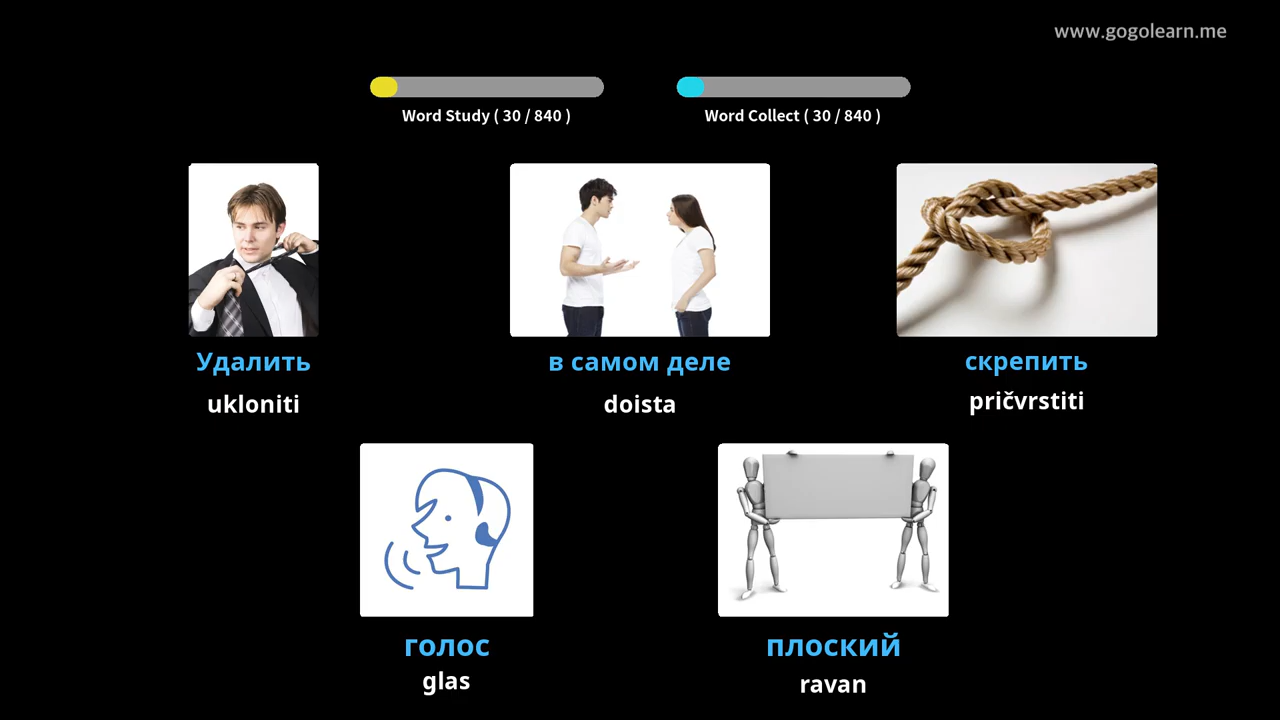 www.gogolearn.me
Word Study ( 30 / 840 )
Word Collect ( 30 / 840 )
Удалить
ukloniti
в самом деле
doista
скрепить
pričvrstiti
голос
glas
плоский
ravan